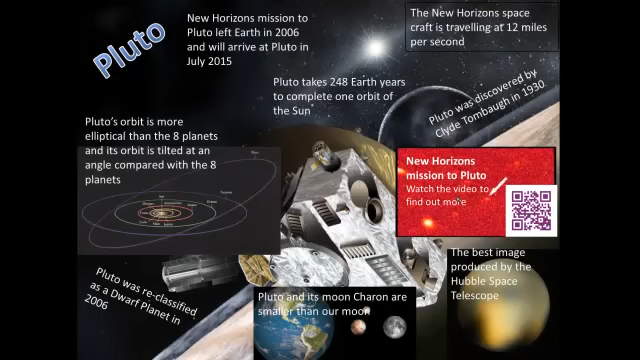 Pluto
New Horizons mission to
Pluto left Earth in 2006
and will arrive at Pluto in
July 2015
The New Horizons space
craft is travelling at 12 miles
per second
Pluto takes 248 Earth years
to complete one orbit of
the Sun
Pluto was discovered by
Clyde Tombaugh in 1930
Pluto's orbit is more
elliptical than the 8 planets
and its orbit is tilted at an
angle compared with the 8
planets
New Horizons
mission to Pluto
Watch the video to
find out more
Pluto was re-classified
as a Dwarf Planet in
2006
Pluto and its moon Charon are
smaller than our moon
The best image
produced by the
Hubble Space
Telescope